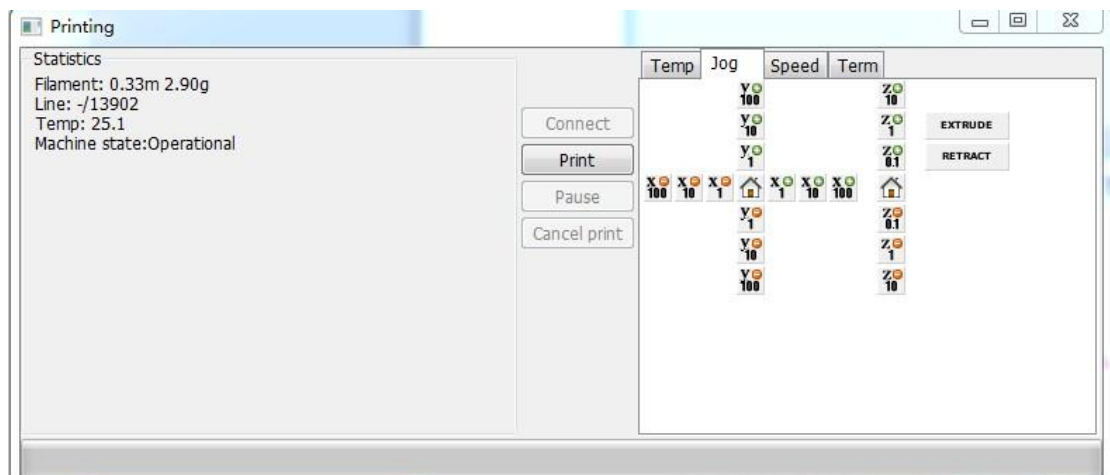 Printing
Statistics
Filament: 0.33m 2.90g
Line: -/13902
Temp: 25.1
Machine state:Operational
Connect
Print
Pause
Cancel print
Temp Jog Speed Term
y 100 z 10
y 10 z 1 EXTRUDE
y 1 z 0.1 RETRACT
x 100 x 10 x 1 x 1 x 10 x 100
y 1 z 0.1
y 10 z 1
y 100 z 10